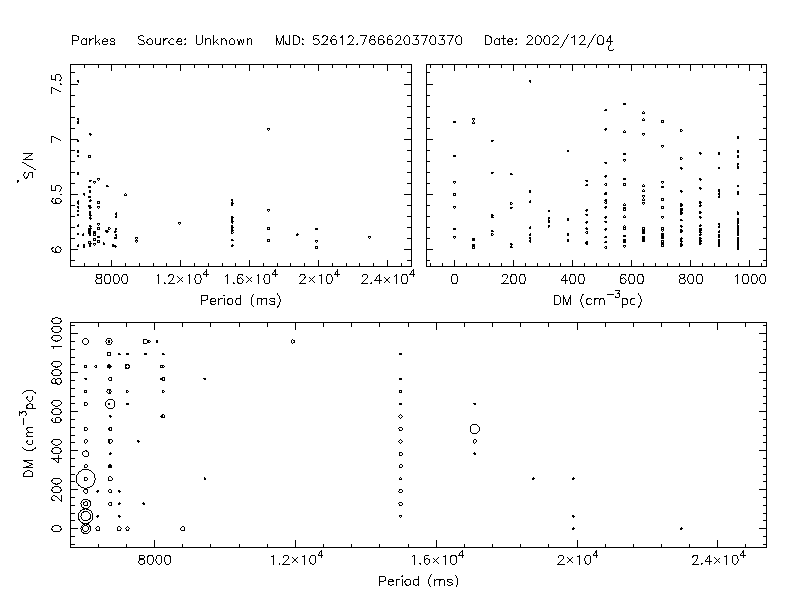 Parkes Source: Unknown MJD: 52612.766620370370 Date: 2002/12/04
S/N
7.5
7
6.5
6
8000 1.2×10⁴ 1.6×10⁴ 2×10⁴ 2.4×10⁴
Period (ms)
0 200 400 600 800 1000
DM (cm⁻³pc)
DM (cm⁻³pc)
1000
800
600
400
200
0
8000 1.2×10⁴ 1.6×10⁴ 2×10⁴ 2.4×10⁴
Period (ms)